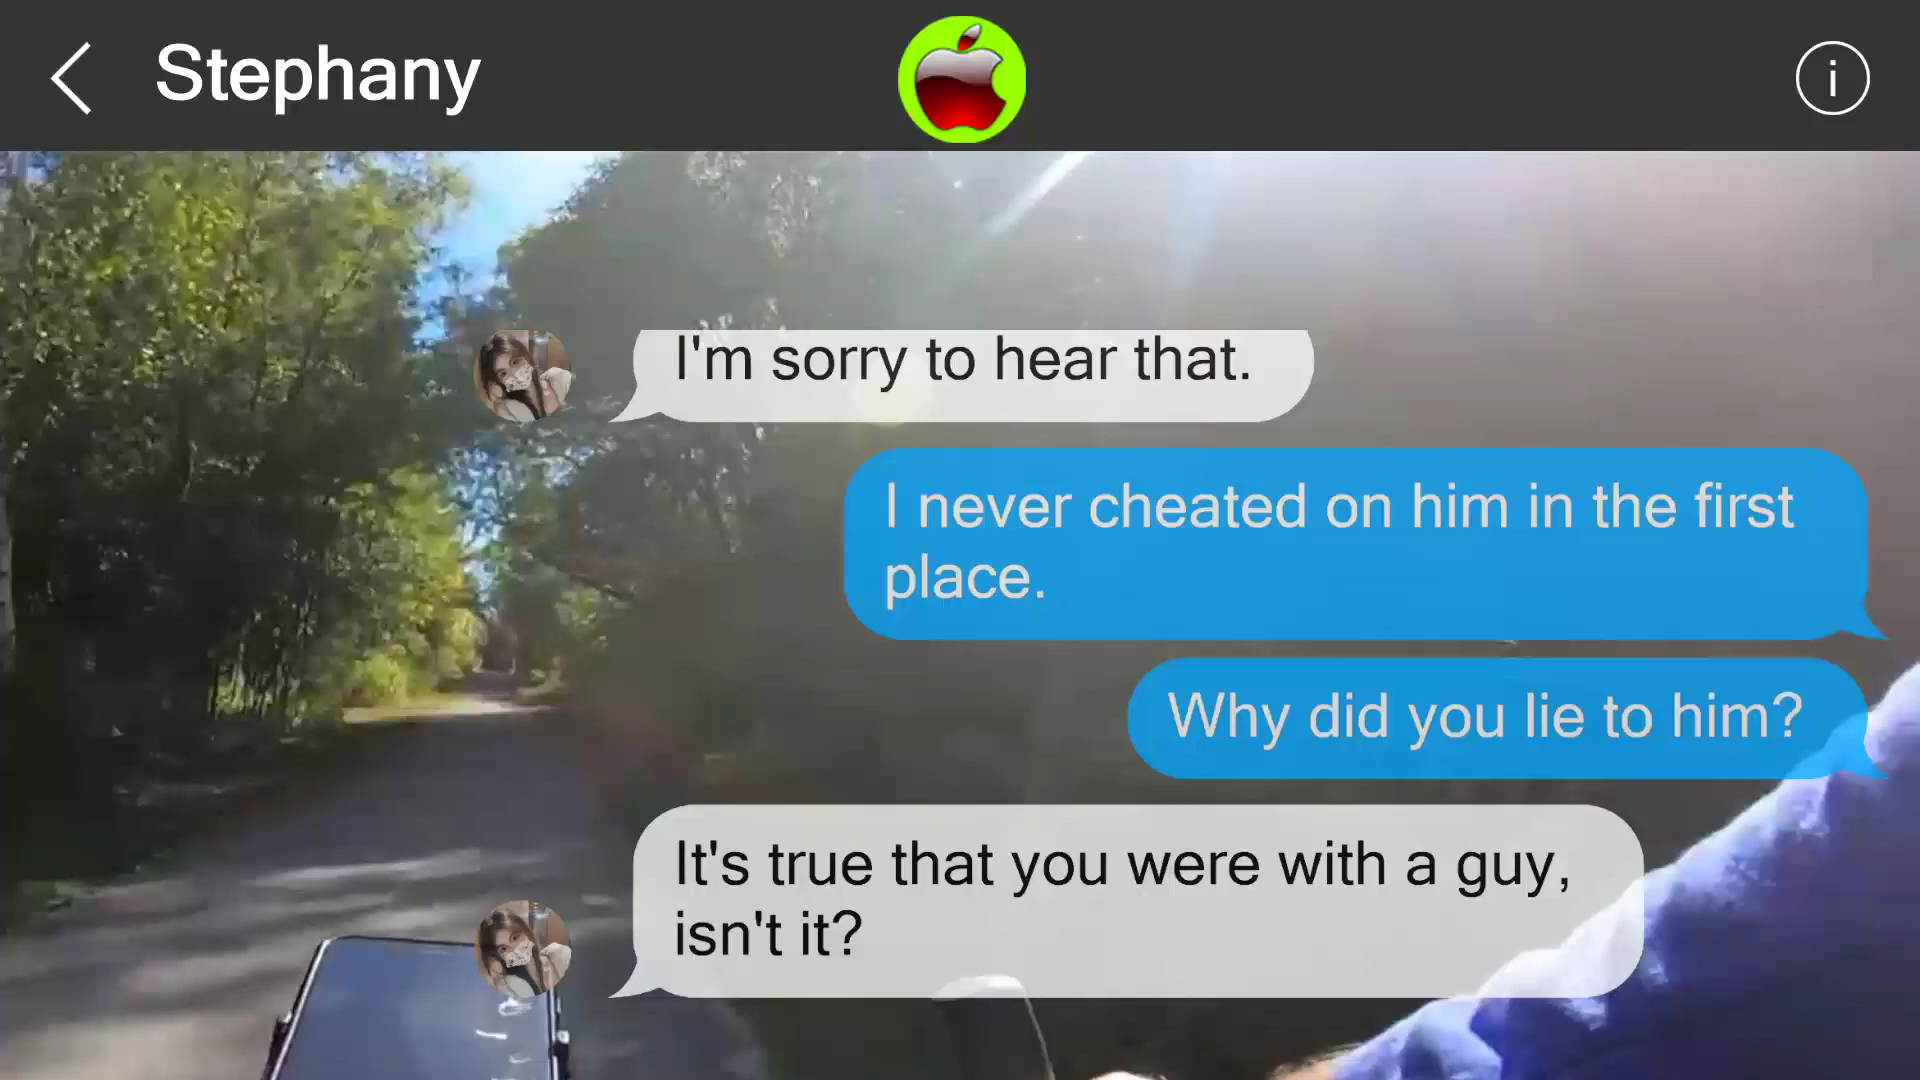 Stephany
i
I'm sorry to hear that.
I never cheated on him in the first
place.
Why did you lie to him?
It's true that you were with a guy,
isn't it?